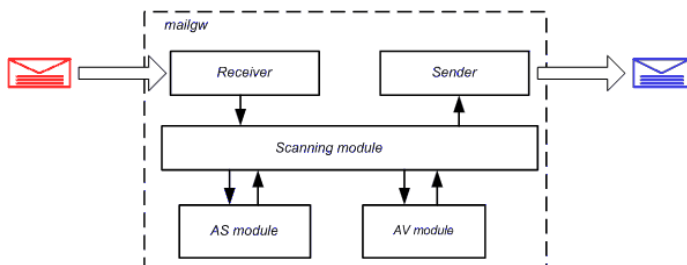 mailgw
Receiver
Sender
Scanning module
AS module
AV module